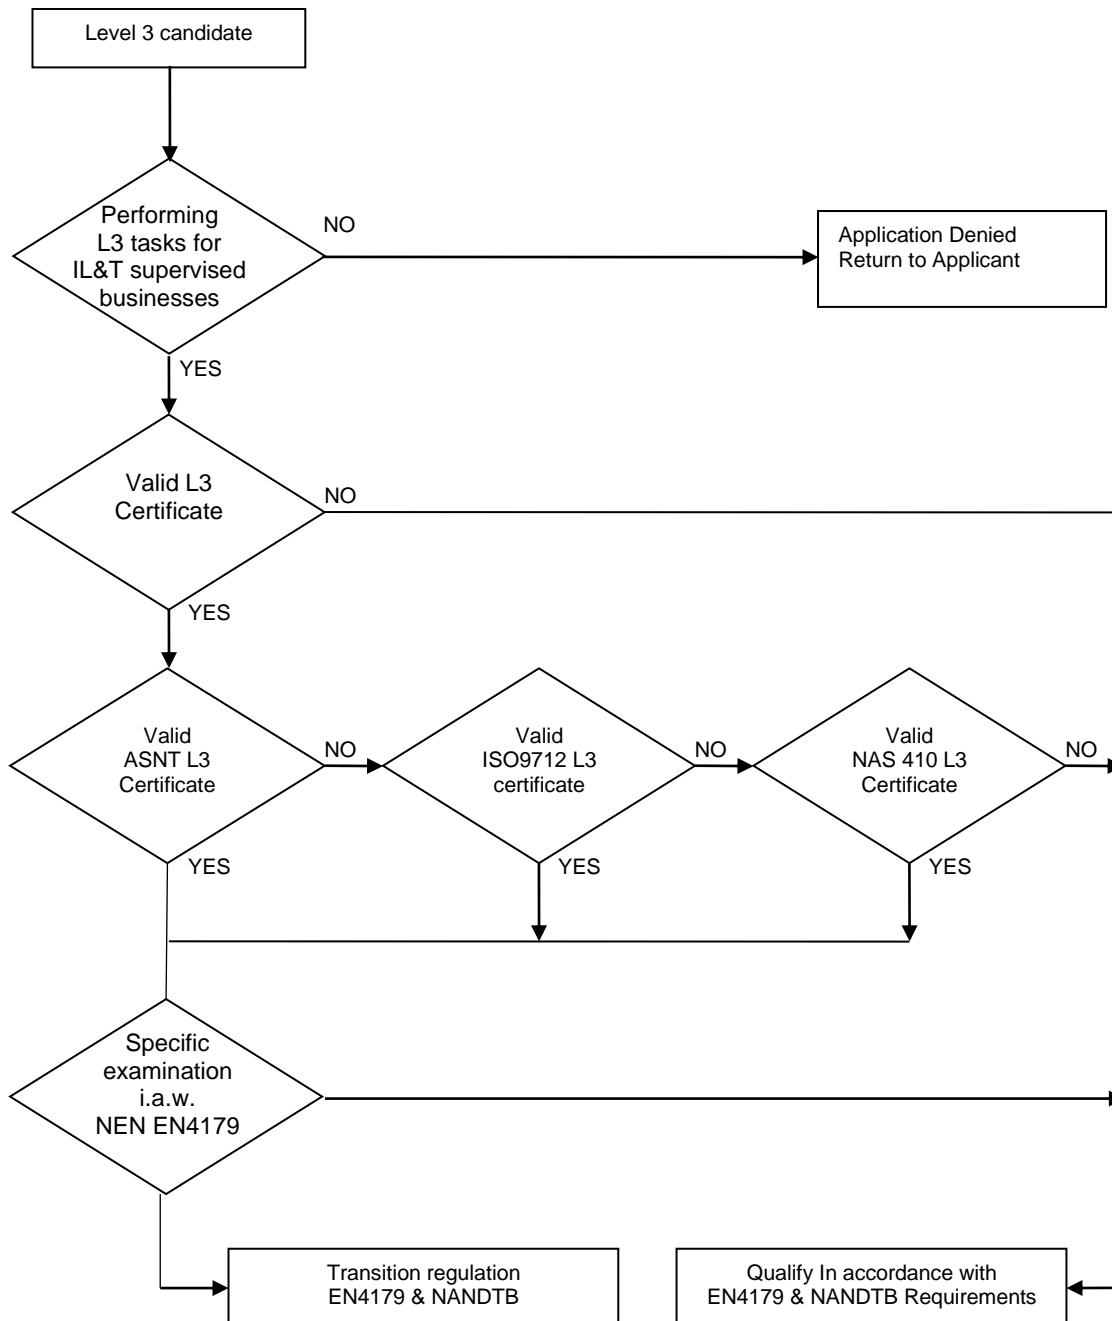 Level 3 candidate
Performing
L3 tasks for
IL&T supervised
businesses
NO
Application Denied
Return to Applicant
YES
Valid L3
Certificate
NO
YES
Valid
ASNT L3
Certificate
NO
Valid
ISO9712 L3
certificate
NO
Valid
NAS 410 L3
Certificate
NO
YES
YES
YES
Specific
examination
i.a.w.
NEN EN4179
Transition regulation
EN4179 & NANDTB
Qualify In accordance with
EN4179 & NANDTB Requirements